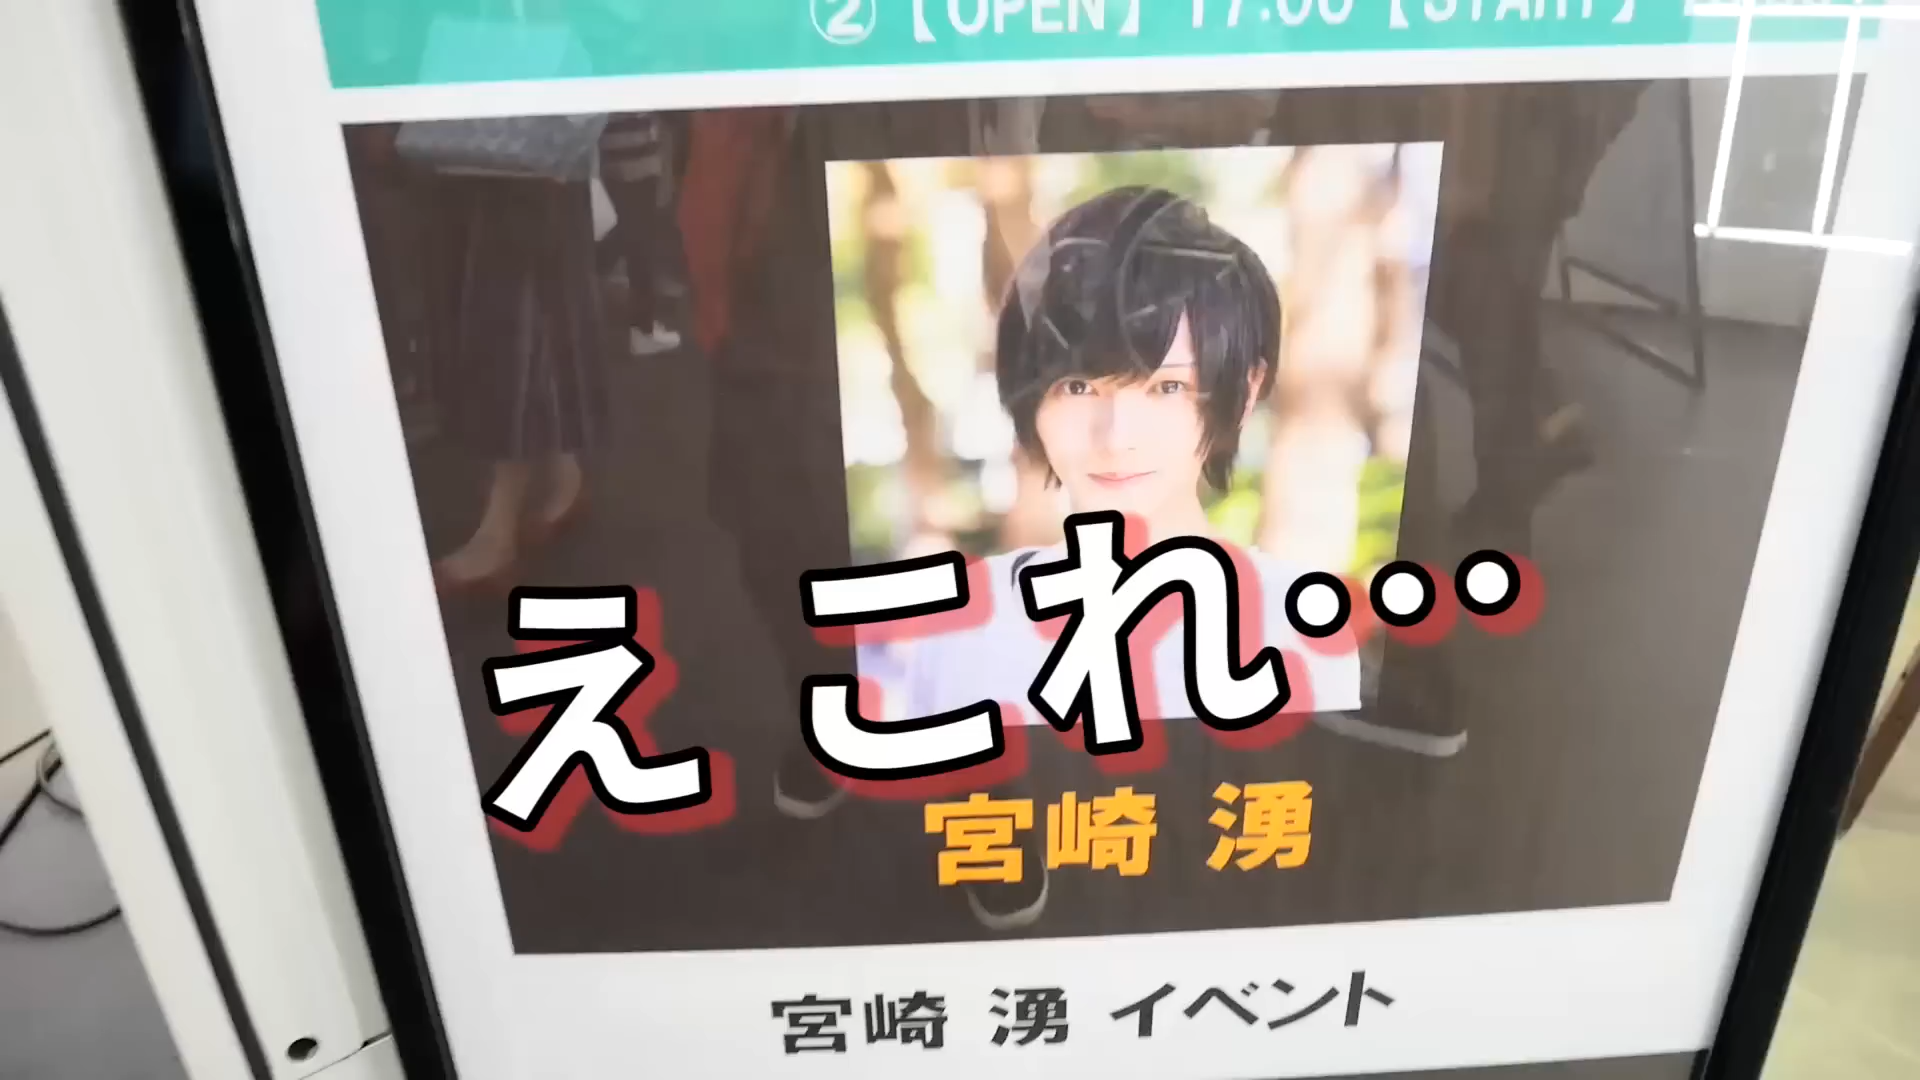 ②【OPEN】17:00【START】
え これ…
宮崎 湧
宮崎 湧 イベント